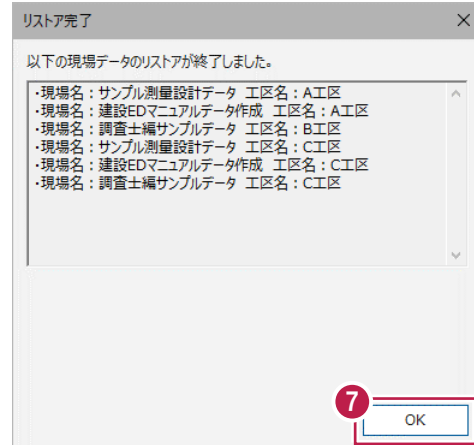 リストア完了
以下の現場データのリストアが終了しました。
・現場名：サンプル測量設計データ 工区名：A工区
・現場名：建設EDマニュアルデータ作成 工区名：A工区
・現場名：調査士編サンプルデータ 工区名：B工区
・現場名：サンプル測量設計データ 工区名：C工区
・現場名：建設EDマニュアルデータ作成 工区名：C工区
・現場名：調査士編サンプルデータ 工区名：C工区
7
OK